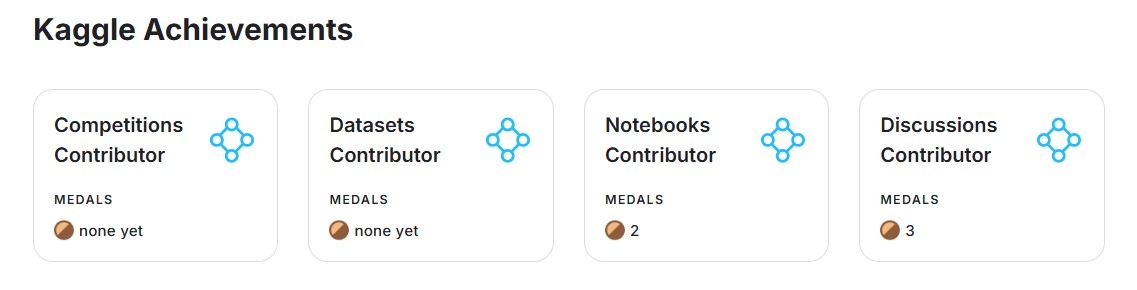 Kaggle Achievements
Competitions
Contributor
MEDALS
none yet
Datasets
Contributor
MEDALS
none yet
Notebooks
Contributor
MEDALS
2
Discussions
Contributor
MEDALS
3